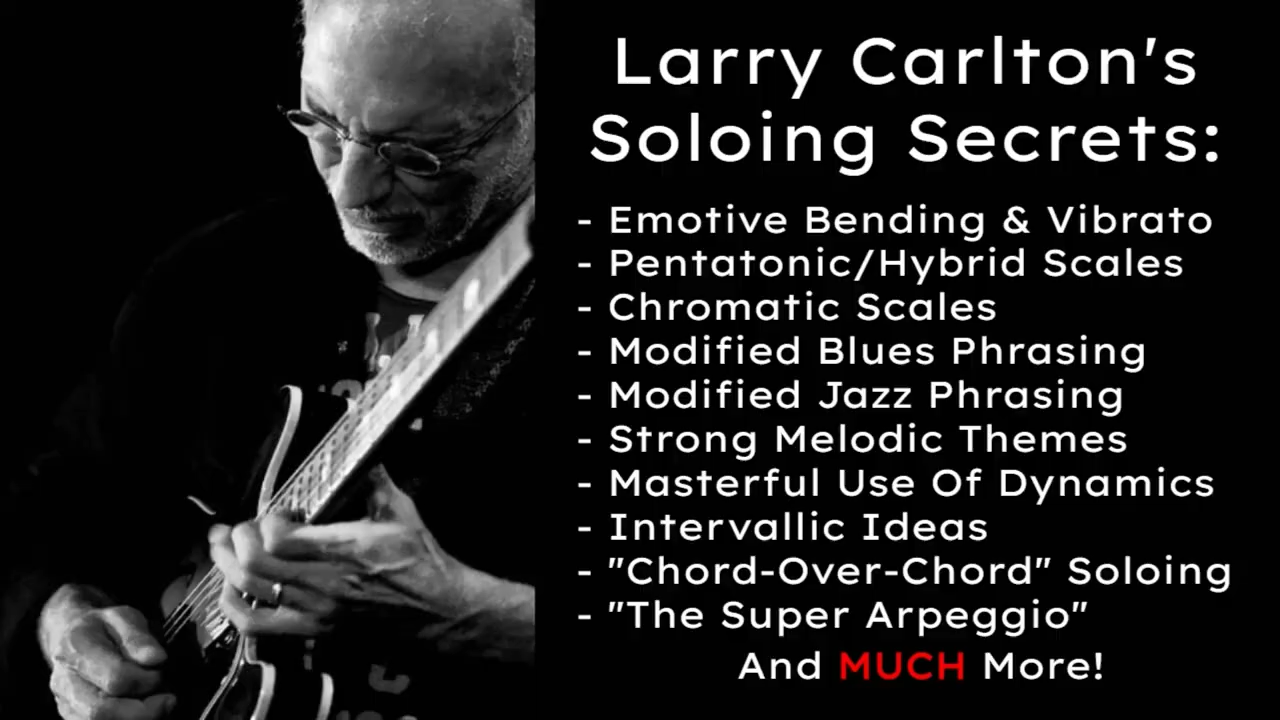 Larry Carlton's
Soloing Secrets:
- Emotive Bending & Vibrato
- Pentatonic/Hybrid Scales
- Chromatic Scales
- Modified Blues Phrasing
- Modified Jazz Phrasing
- Strong Melodic Themes
- Masterful Use Of Dynamics
- Intervallic Ideas
- "Chord-Over-Chord" Soloing
- "The Super Arpeggio"
And MUCH More!